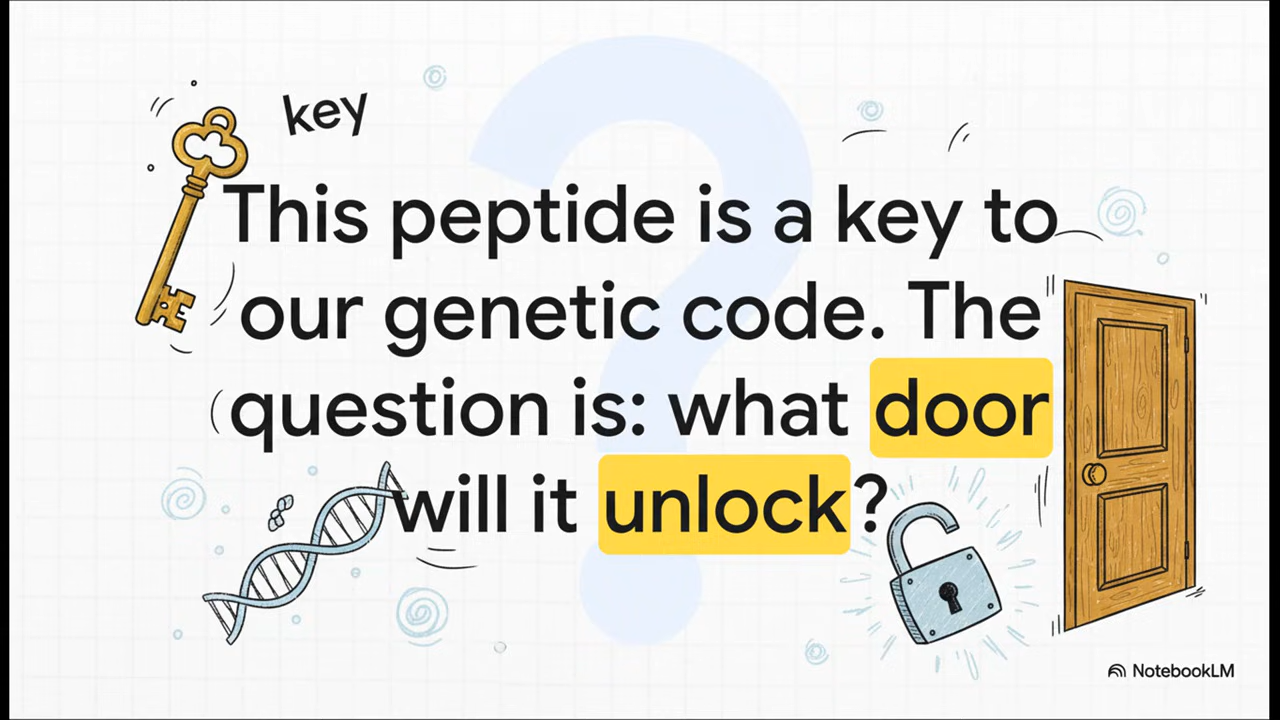 key
This peptide is a key to
our genetic code. The
question is: what door
will it unlock?
NotebookLM